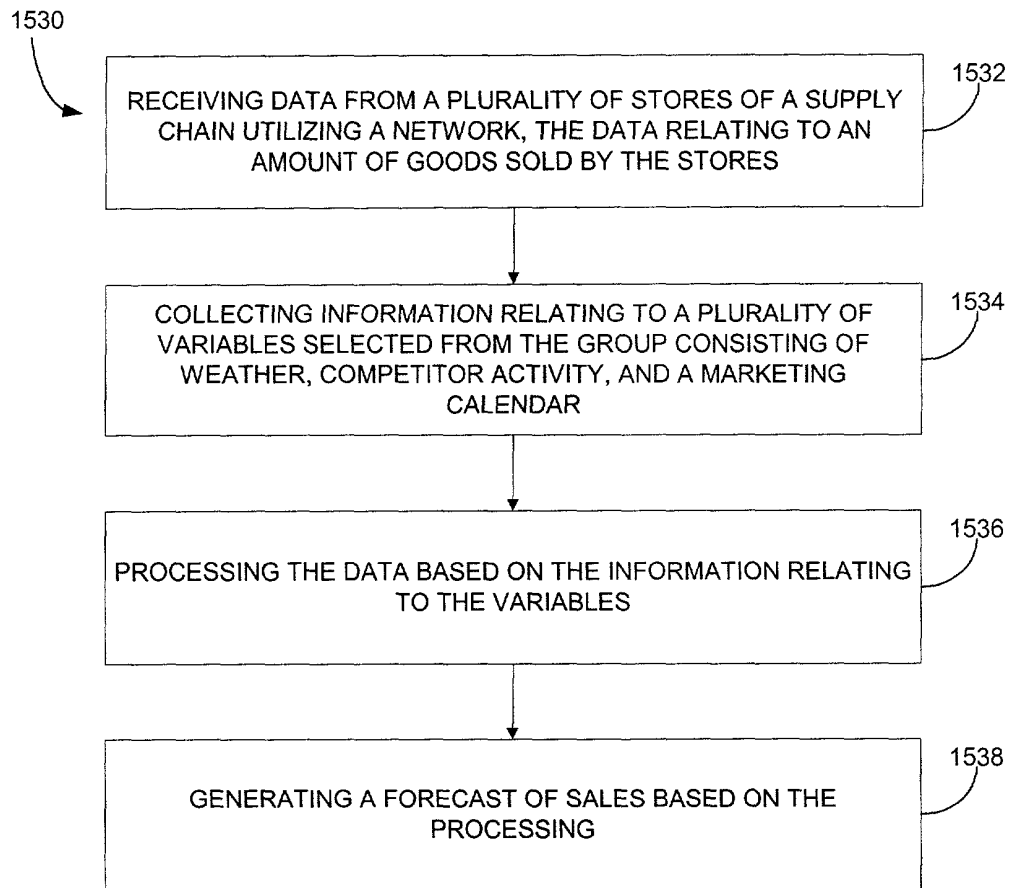 1530
1532
RECEIVING DATA FROM A PLURALITY OF STORES OF A SUPPLY
CHAIN UTILIZING A NETWORK, THE DATA RELATING TO AN
AMOUNT OF GOODS SOLD BY THE STORES
1534
COLLECTING INFORMATION RELATING TO A PLURALITY OF
VARIABLES SELECTED FROM THE GROUP CONSISTING OF
WEATHER, COMPETITOR ACTIVITY, AND A MARKETING
CALENDAR
1536
PROCESSING THE DATA BASED ON THE INFORMATION RELATING
TO THE VARIABLES
1538
GENERATING A FORECAST OF SALES BASED ON THE
PROCESSING